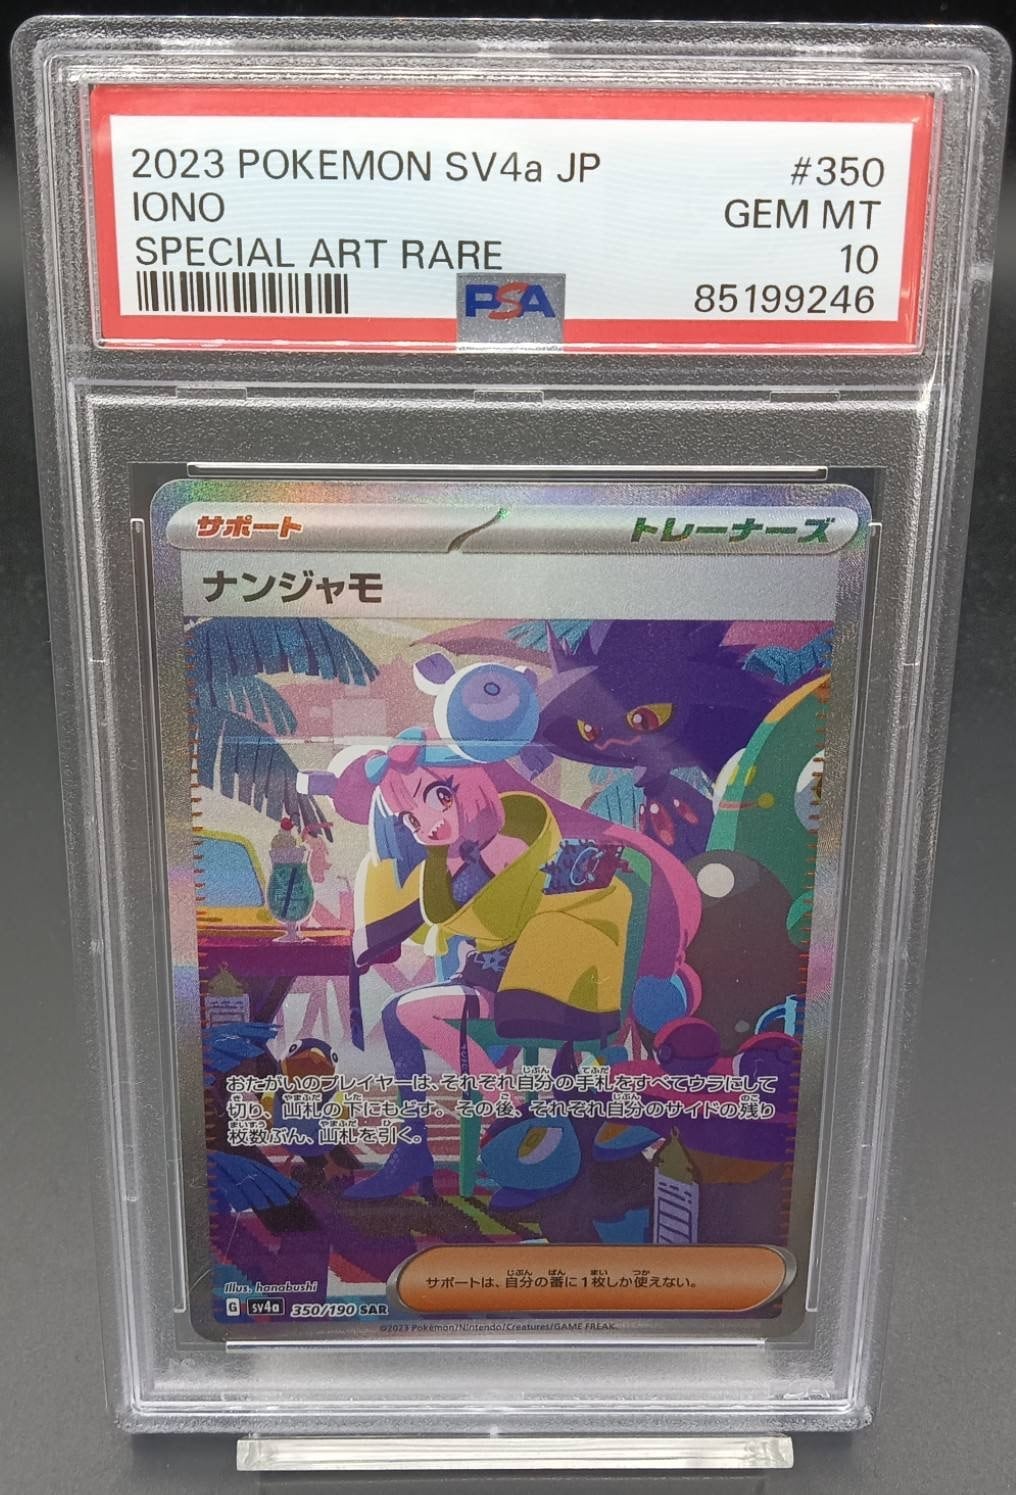 2023 POKEMON SV4a JP #350
IONO GEM MT
SPECIAL ART RARE 10
PSA 85199246
サポート トレーナーズ
ナンジャモ
おたがいのプレイヤーは、それぞれ自分の手札をすべてウラにして
切り、山札の下にもどす。その後、それぞれ自分のサイドの残り
枚数ぶん、山札を引く。
サポートは、自分の番に1枚しか使えない。
Illus. hanabushi
G sv4a 350/190 SAR
©2023 Pokémon/Nintendo/Creatures/GAME FREAK.